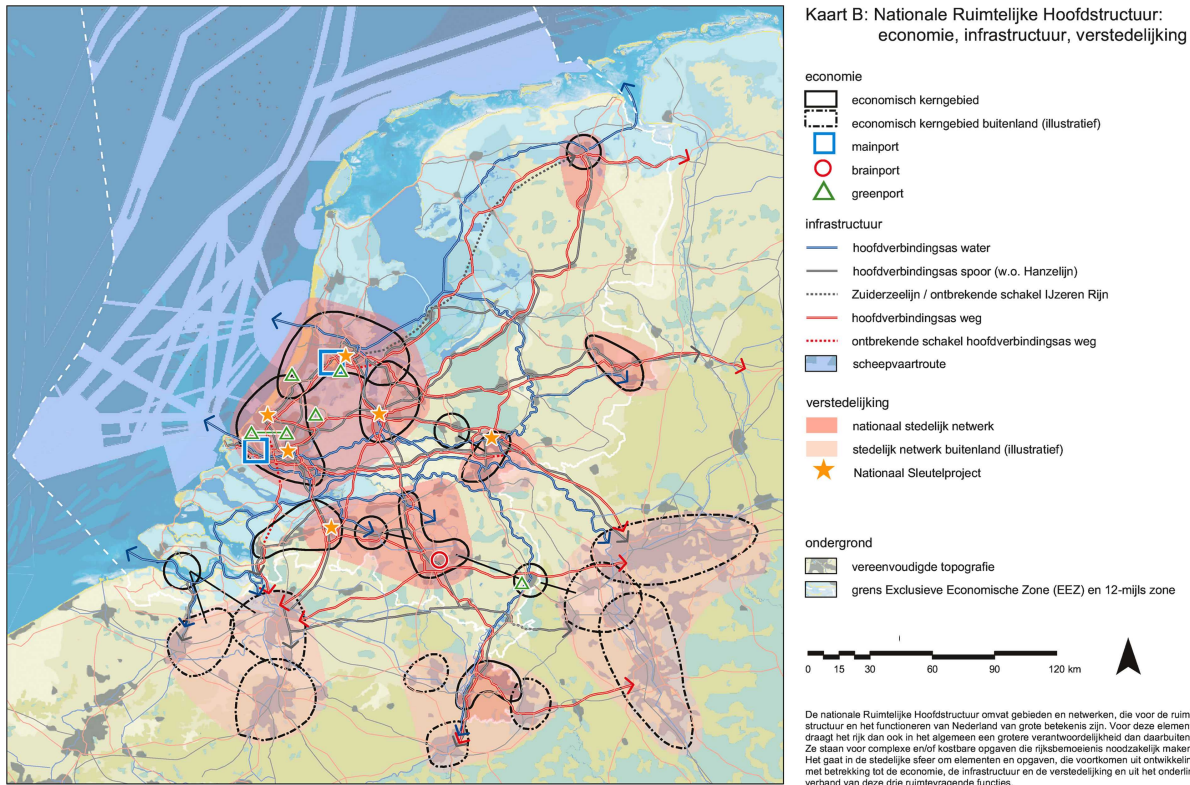 Kaart B: Nationale Ruimtelijke Hoofdstructuur:
economie, infrastructuur, verstedelijking
economie
economisch kerngebied
economisch kerngebied buitenland (illustratief)
mainport
brainport
greenport
infrastructuur
hoofdverbindingsas water
hoofdverbindingsas spoor (w.o. Hanzelijn)
Zuiderzeelijn / ontbrekende schakel IJzeren Rijn
hoofdverbindingsas weg
ontbrekende schakel hoofdverbindingsas weg
scheepvaartroute
verstedelijking
nationaal stedelijk netwerk
stedelijk netwerk buitenland (illustratief)
Nationaal Sleutelproject
ondergrond
vereenvoudigde topografie
grens Exclusieve Economische Zone (EEZ) en 12-mijls zone
0 15 30 60 90 120 km
De nationale Ruimtelijke Hoofdstructuur omvat gebieden en netwerken, die voor de ruim
structuur en het functioneren van Nederland van grote betekenis zijn. Voor deze elemen
draagt het rijk dan ook in het algemeen een grotere verantwoordelijkheid dan daarbuiten
Ze staan voor complexe en/of kostbare opgaven die rijksbemoeienis noodzakelijk maken
Het gaat in de stedelijke sfeer om elementen en opgaven, die voortkomen uit ontwikkelin
met betrekking tot de economie, de infrastructuur en de verstedelijking en uit het onderlin
verband van deze drie ruimtevragende functies.